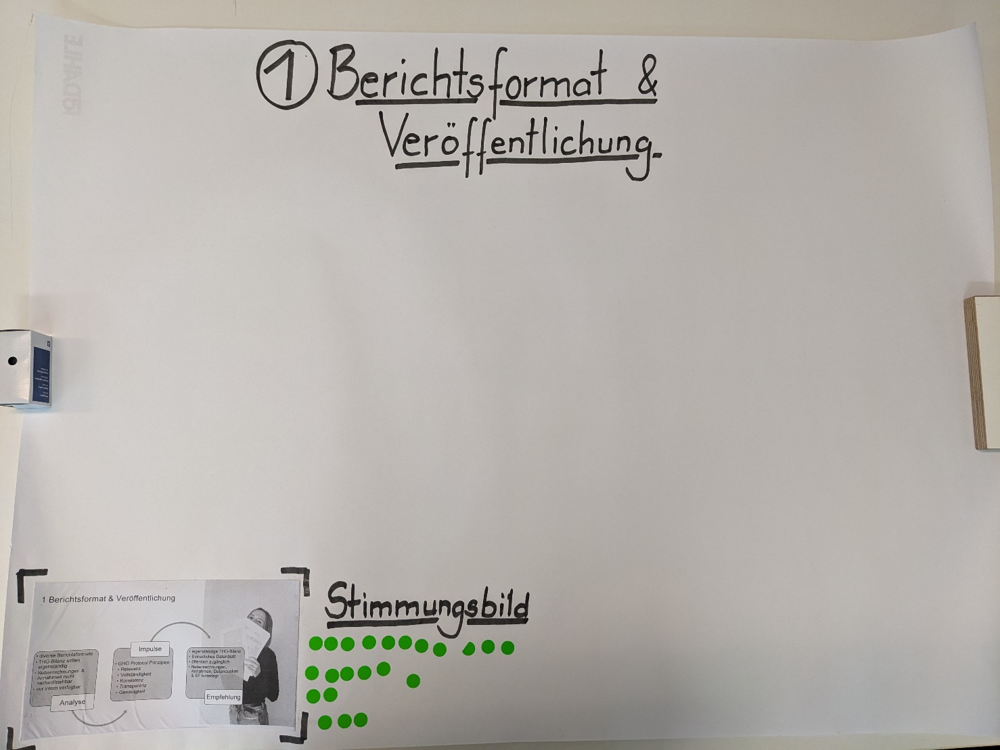 DAHLE
1 Berichtsformat &
Veröffentlichung
Stimmungsbild
1 Berichtsformat & Veröffentlichung
• diverse Berichtsformate
• THG-Bilanz selten
eigenständig
• Nebenrechnungen &
Annahmen nicht
nachvollziehbar
• nur intern verfügbar
Analyse
Impulse
• GHG Protocol Prinzipien:
• Relevanz
• Vollständigkeit
• Konsistenz
• Transparenz
• Genauigkeit
• eigenständige THG-Bilanz
• Einheitliches Datenblatt
• öffentlich zugänglich
• Nebenrechnungen,
Annahmen, Datenquellen
& EF hinterlegt
Empfehlung